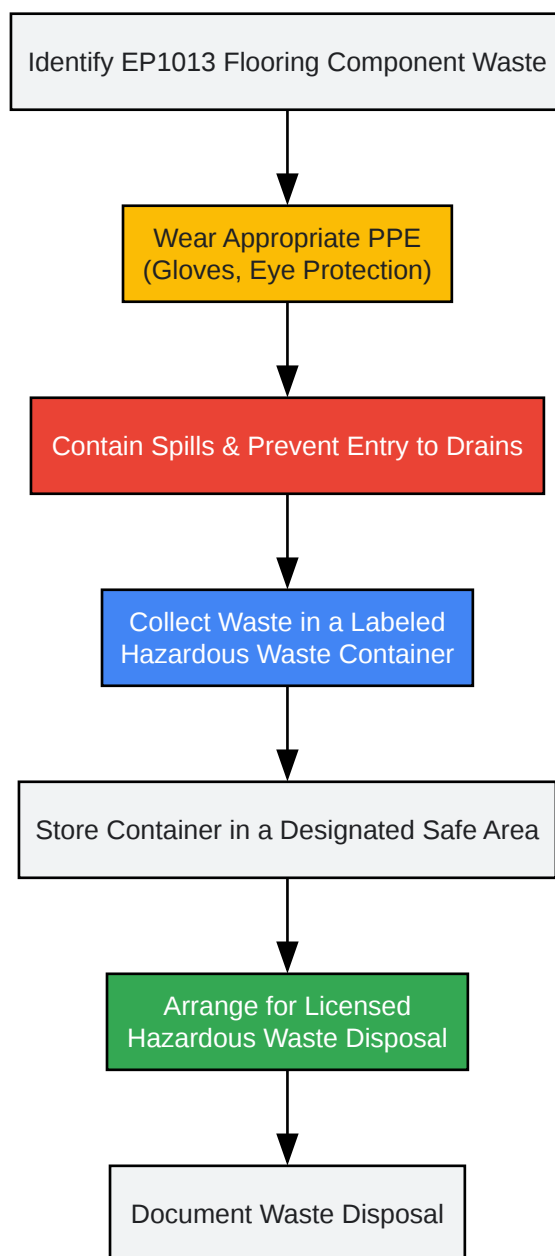 Identify EP1013 Flooring Component Waste
Wear Appropriate PPE
(Gloves, Eye Protection)
Contain Spills & Prevent Entry to Drains
Collect Waste in a Labeled
Hazardous Waste Container
Store Container in a Designated Safe Area
Arrange for Licensed
Hazardous Waste Disposal
Document Waste Disposal